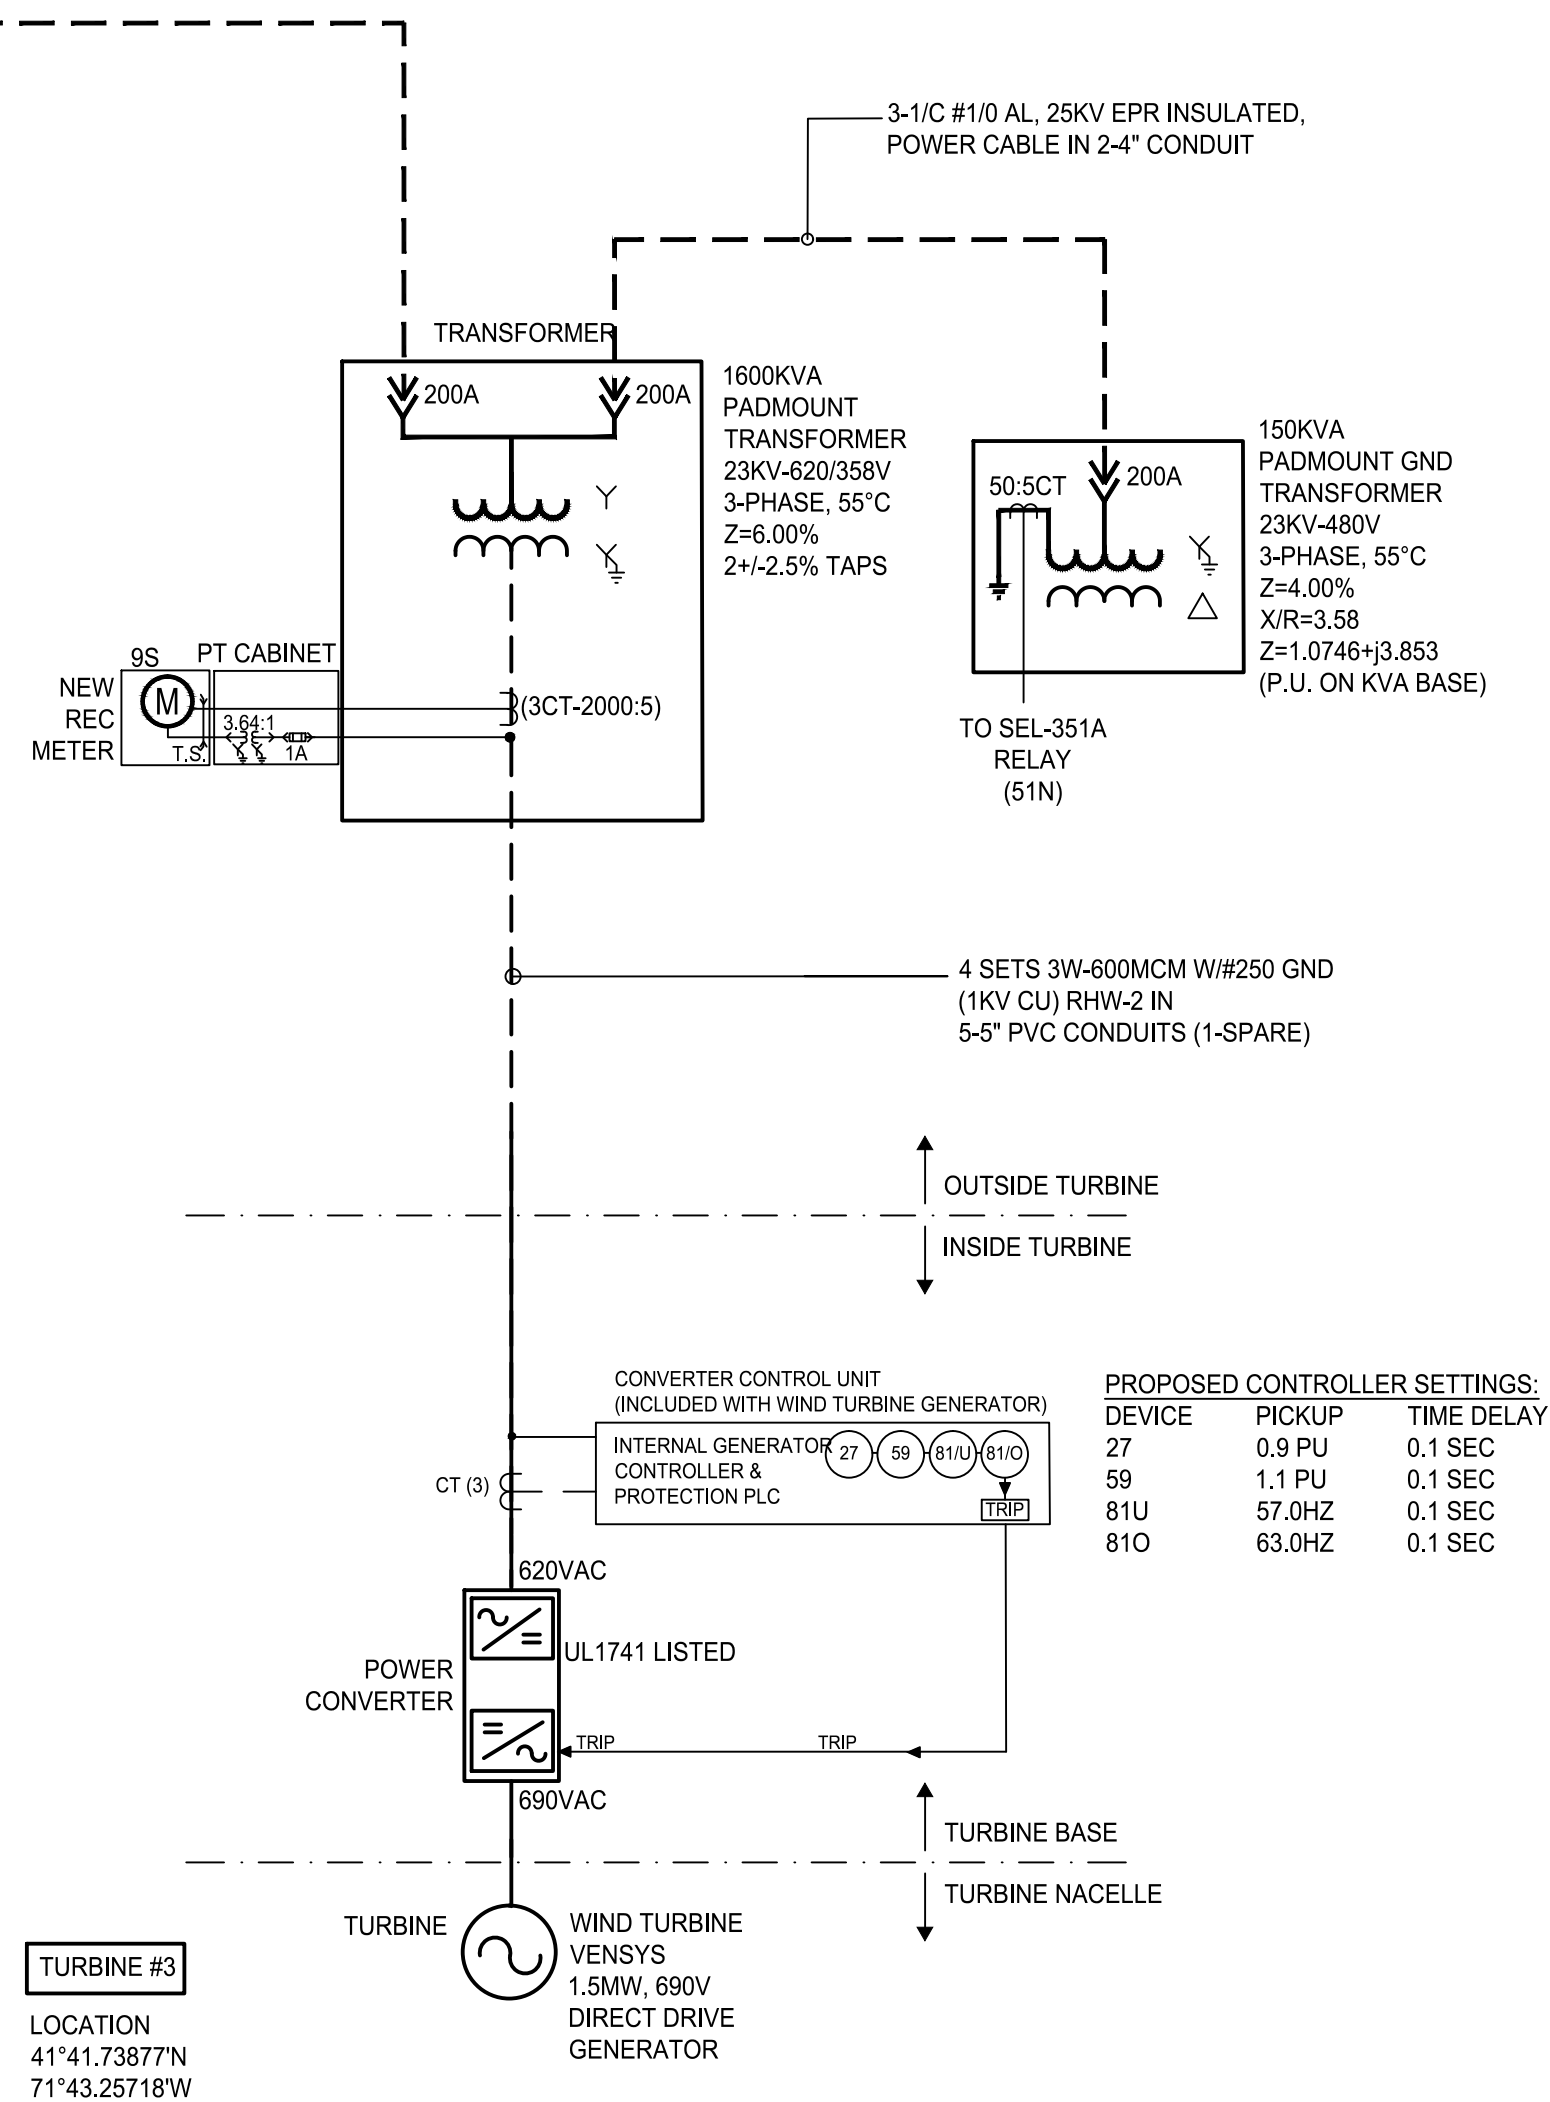 3-1/C #1/0 AL, 25KV EPR INSULATED,
POWER CABLE IN 2-4" CONDUIT
TRANSFORMER
200A
200A
1600KVA
PADMOUNT
TRANSFORMER
23KV-620/358V
3-PHASE, 55°C
Z=6.00%
2+/-2.5% TAPS
50:5CT
200A
150KVA
PADMOUNT GND
TRANSFORMER
23KV-480V
3-PHASE, 55°C
Z=4.00%
X/R=3.58
Z=1.0746+j3.853
(P.U. ON KVA BASE)
TO SEL-351A
RELAY
(51N)
9S
PT CABINET
NEW
REC
METER
M
T.S.
3.64:1
1A
(3CT-2000:5)
4 SETS 3W-600MCM W/#250 GND
(1KV CU) RHW-2 IN
5-5" PVC CONDUITS (1-SPARE)
OUTSIDE TURBINE
INSIDE TURBINE
CONVERTER CONTROL UNIT
(INCLUDED WITH WIND TURBINE GENERATOR)
INTERNAL GENERATOR
CONTROLLER &
PROTECTION PLC
27 59 81/U 81/O
TRIP
CT (3)
PROPOSED CONTROLLER SETTINGS:
DEVICE PICKUP TIME DELAY
27 0.9 PU 0.1 SEC
59 1.1 PU 0.1 SEC
81U 57.0HZ 0.1 SEC
81O 63.0HZ 0.1 SEC
620VAC
UL1741 LISTED
POWER
CONVERTER
TRIP TRIP
690VAC
TURBINE BASE
TURBINE NACELLE
TURBINE
WIND TURBINE
VENSYS
1.5MW, 690V
DIRECT DRIVE
GENERATOR
TURBINE #3
LOCATION
41°41.73877'N
71°43.25718'W